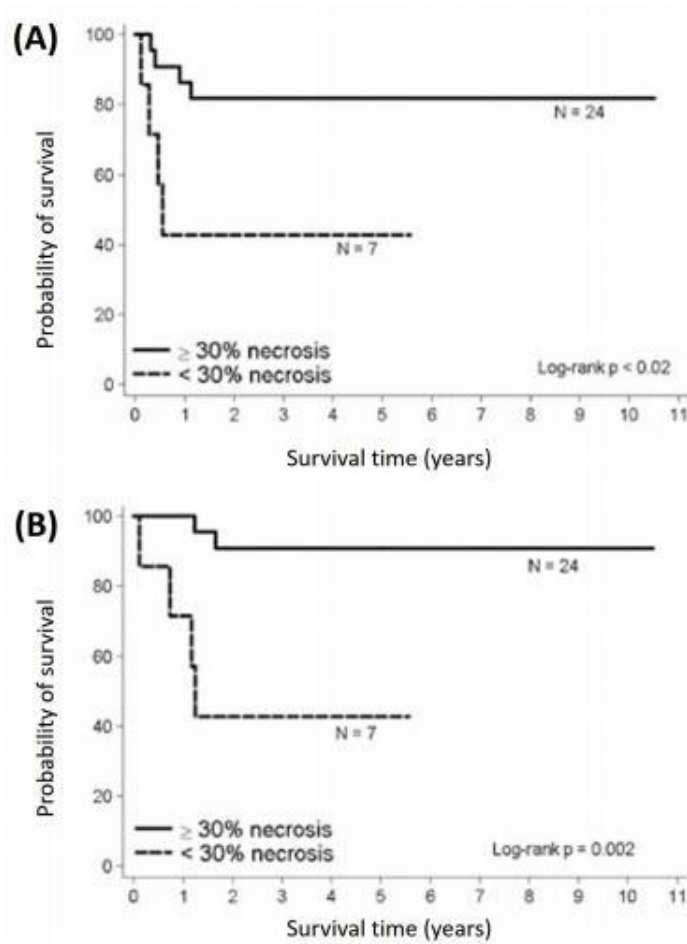 (A)
100
80
60
40
20
0
Probability of survival
N = 24
N = 7
≥ 30% necrosis
< 30% necrosis
Log-rank p < 0.02
0 1 2 3 4 5 6 7 8 9 10 11
Survival time (years)
(B)
100
80
60
40
20
0
Probability of survival
N = 24
N = 7
≥ 30% necrosis
< 30% necrosis
Log-rank p = 0.002
0 1 2 3 4 5 6 7 8 9 10 11
Survival time (years)